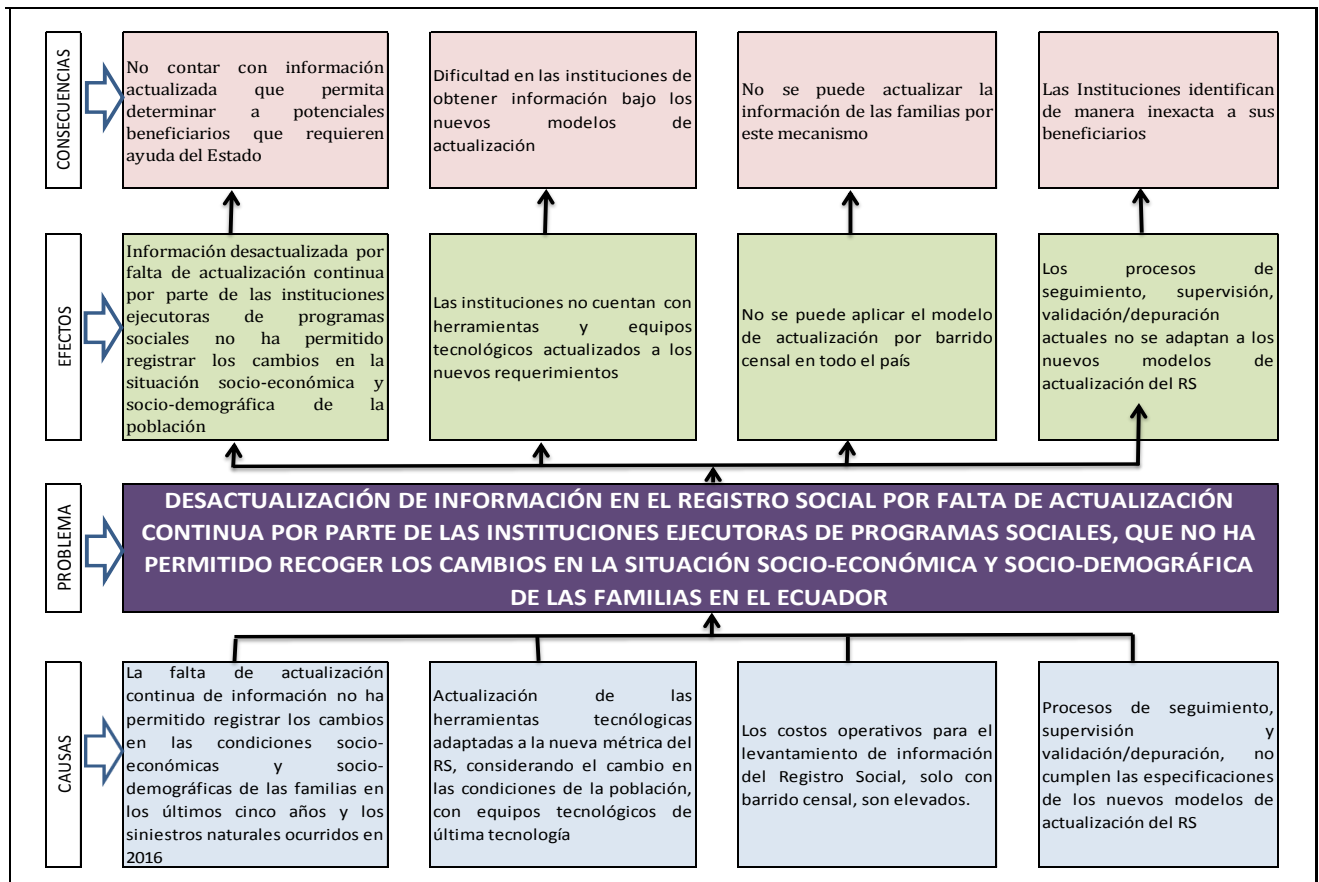 CONSECUENCIAS
No contar con información
actualizada que permita
determinar a potenciales
beneficiarios que requieren
ayuda del Estado
Dificultad en las instituciones de
obtener información bajo los
nuevos modelos de
actualización
No se puede actualizar la
información de las familias por
este mecanismo
Las Instituciones identifican
de manera inexacta a sus
beneficiarios
EFECTOS
Información desactualizada por
falta de actualización continua
por parte de las instituciones
ejecutoras de programas
sociales no ha permitido
registrar los cambios en la
situación socio-económica y
socio-demográfica de la
población
Las instituciones no cuentan con
herramientas y equipos
tecnológicos actualizados a los
nuevos requerimientos
No se puede aplicar el modelo
de actualización por barrido
censal en todo el país
Los procesos de
seguimiento, supervisión,
validación/depuración
actuales no se adaptan a los
nuevos modelos de
actualización del RS
PROBLEMA
DESACTUALIZACIÓN DE INFORMACIÓN EN EL REGISTRO SOCIAL POR FALTA DE ACTUALIZACIÓN
CONTINUA POR PARTE DE LAS INSTITUCIONES EJECUTORAS DE PROGRAMAS SOCIALES, QUE NO HA
PERMITIDO RECOGER LOS CAMBIOS EN LA SITUACIÓN SOCIO-ECONÓMICA Y SOCIO-DEMOGRÁFICA
DE LAS FAMILIAS EN EL ECUADOR
CAUSAS
La falta de actualización
continua de información no ha
permitido registrar los cambios
en las condiciones socio-
económicas y socio-
demográficas de las familias en
los últimos cinco años y los
siniestros naturales ocurridos en
2016
Actualización de las
herramientas tecnólogicas
adaptadas a la nueva métrica del
RS, considerando el cambio en
las condiciones de la población,
con equipos tecnológicos de
última tecnología
Los costos operativos para el
levantamiento de información
del Registro Social, solo con
barrido censal, son elevados.
Procesos de seguimiento,
supervisión y
validación/depuración, no
cumplen las especificaciones
de los nuevos modelos de
actualización del RS